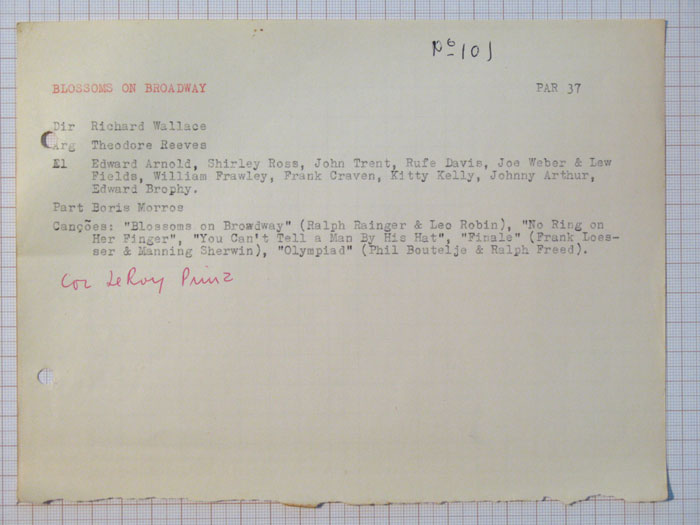 Nº 101
BLOSSOMS ON BROADWAY PAR 37
Dir Richard Wallace
Arg Theodore Reeves
El Edward Arnold, Shirley Ross, John Trent, Rufe Davis, Joe Weber & Lew
Fields, William Frawley, Frank Craven, Kitty Kelly, Johnny Arthur,
Edward Brophy.
Part Boris Morros
Canções: "Blossoms on Browdway" (Ralph Rainger & Leo Robin), "No Ring on
Her Finger", "You Can't Tell a Man By His Hat", "Finale" (Frank Loes-
ser & Manning Sherwin), "Olympiad" (Phil Boutelje & Ralph Freed).
Cor LeRoy Prinz